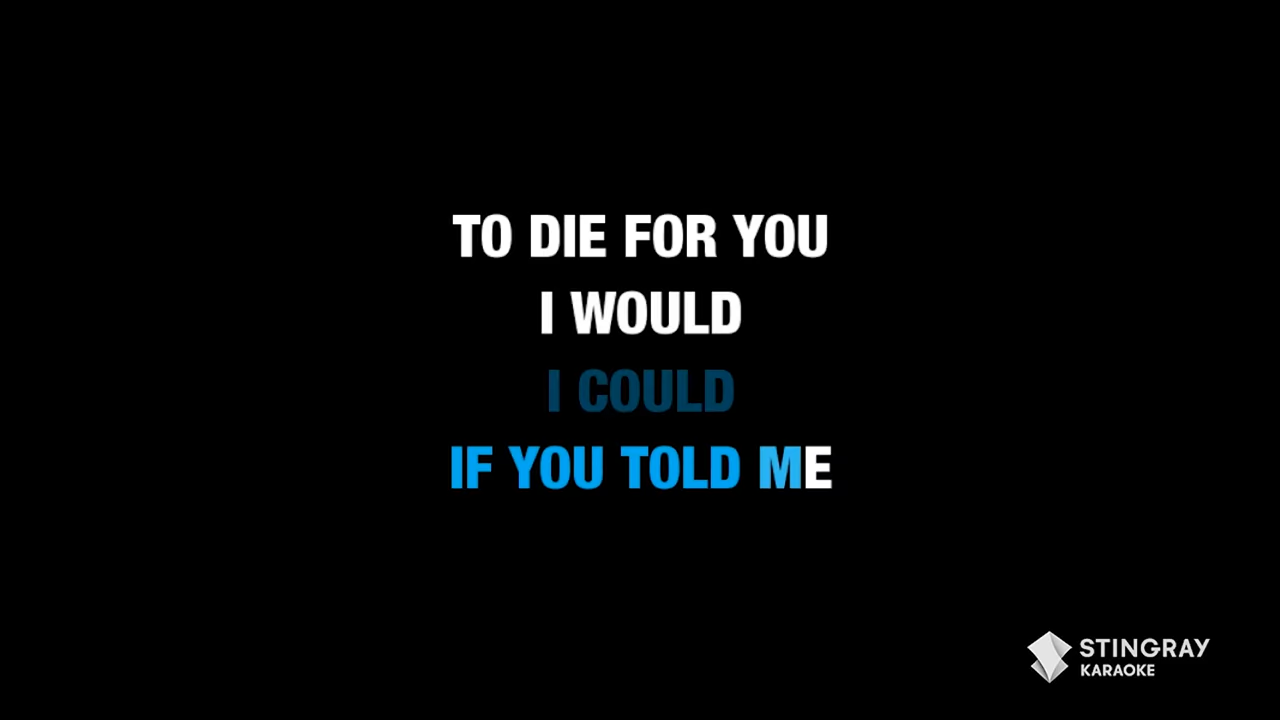 TO DIE FOR YOU
I WOULD
I COULD
IF YOU TOLD ME
STINGRAY
KARAOKE